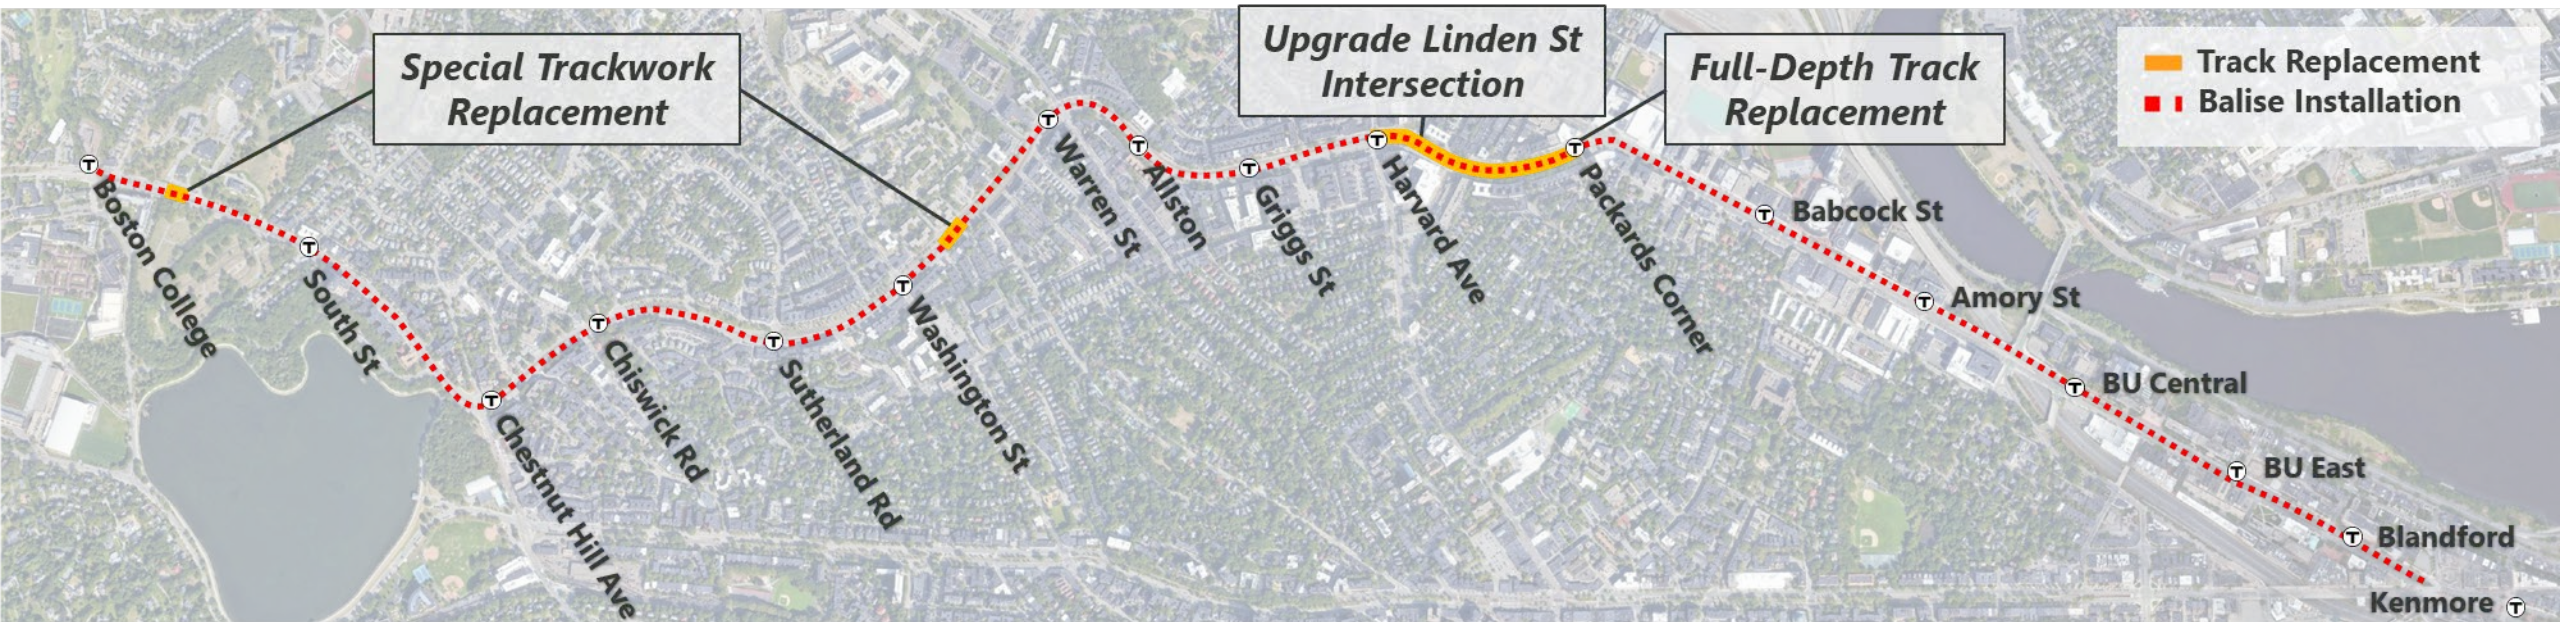 Special Trackwork
Replacement
Upgrade Linden St
Intersection
Full-Depth Track
Replacement
Track Replacement
Balise Installation
T
Boston College
T
South St
T
Chestnut Hill Ave
T
Chiswick Rd
T
Sutherland Rd
T
Washington St
T
Warren St
T
Allston
T
Griggs St
T
Harvard Ave
T
Packards Corner
T
Babcock St
T
Amory St
T
BU Central
T
BU East
T
Blandford
Kenmore T